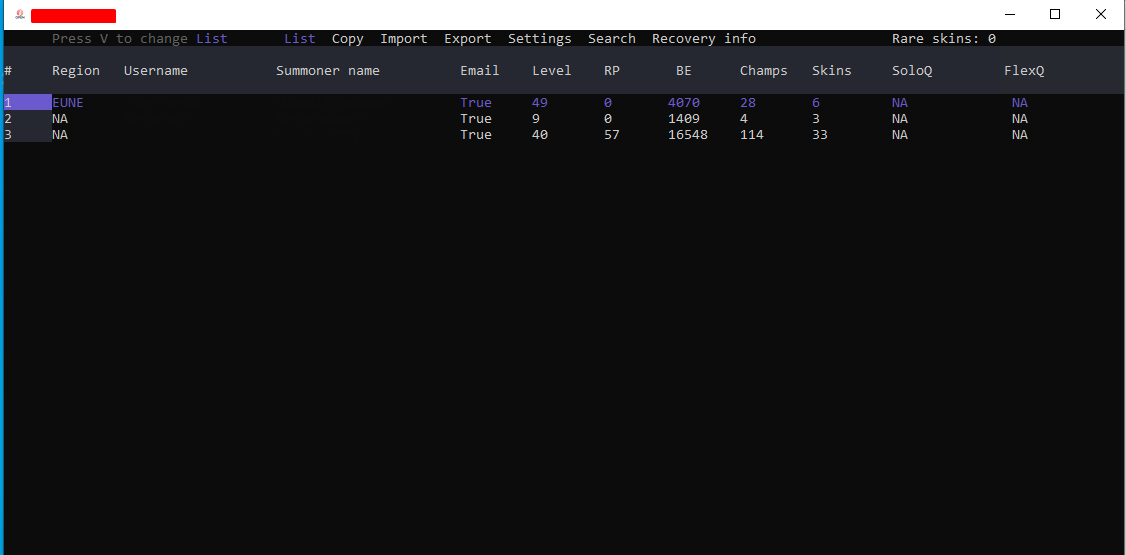 Press V to change List List Copy Import Export Settings Search Recovery info Rare skins: 0
# Region Username Summoner name Email Level RP BE Champs Skins SoloQ FlexQ
1 EUNE True 49 0 4070 28 6 NA NA
2 NA True 9 0 1409 4 3 NA NA
3 NA True 40 57 16548 114 33 NA NA